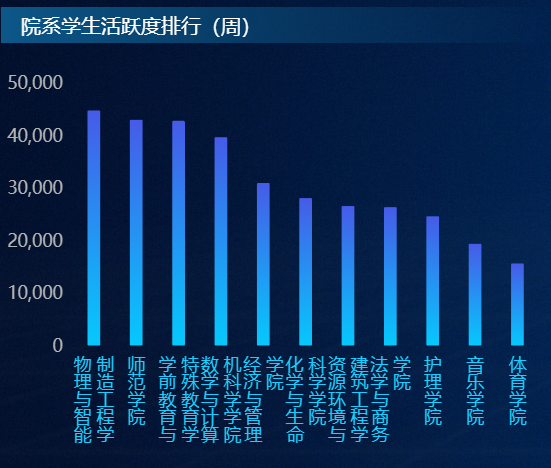 院系学生活跃度排行（周）
50,000
40,000
30,000
20,000
10,000
0
物理与智能
制造工程学
师范学院
学前教育与
特殊教育学
数学与计算
机科学学院
经济与管理
学院
化学与生命
科学学院
资源环境与
建筑工程学
法学与商务
学院
护理学院
音乐学院
体育学院